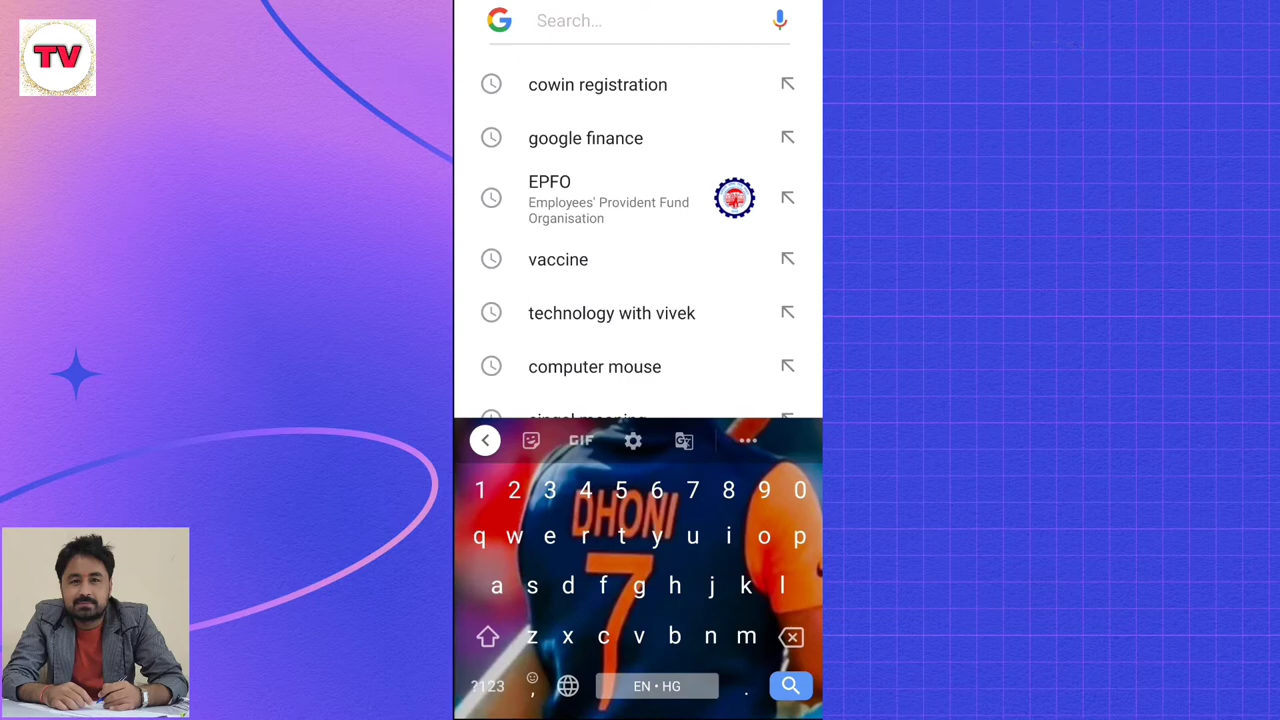 TV
Search...
cowin registration
google finance
EPFO
Employees' Provident Fund
Organisation
vaccine
technology with vivek
computer mouse
GIF
1 2 3 4 5 6 7 8 9 0
DHONI
q w e r t y u i o p
7
a s d f g h j k l
z x c v b n m
?123 , EN • HG .